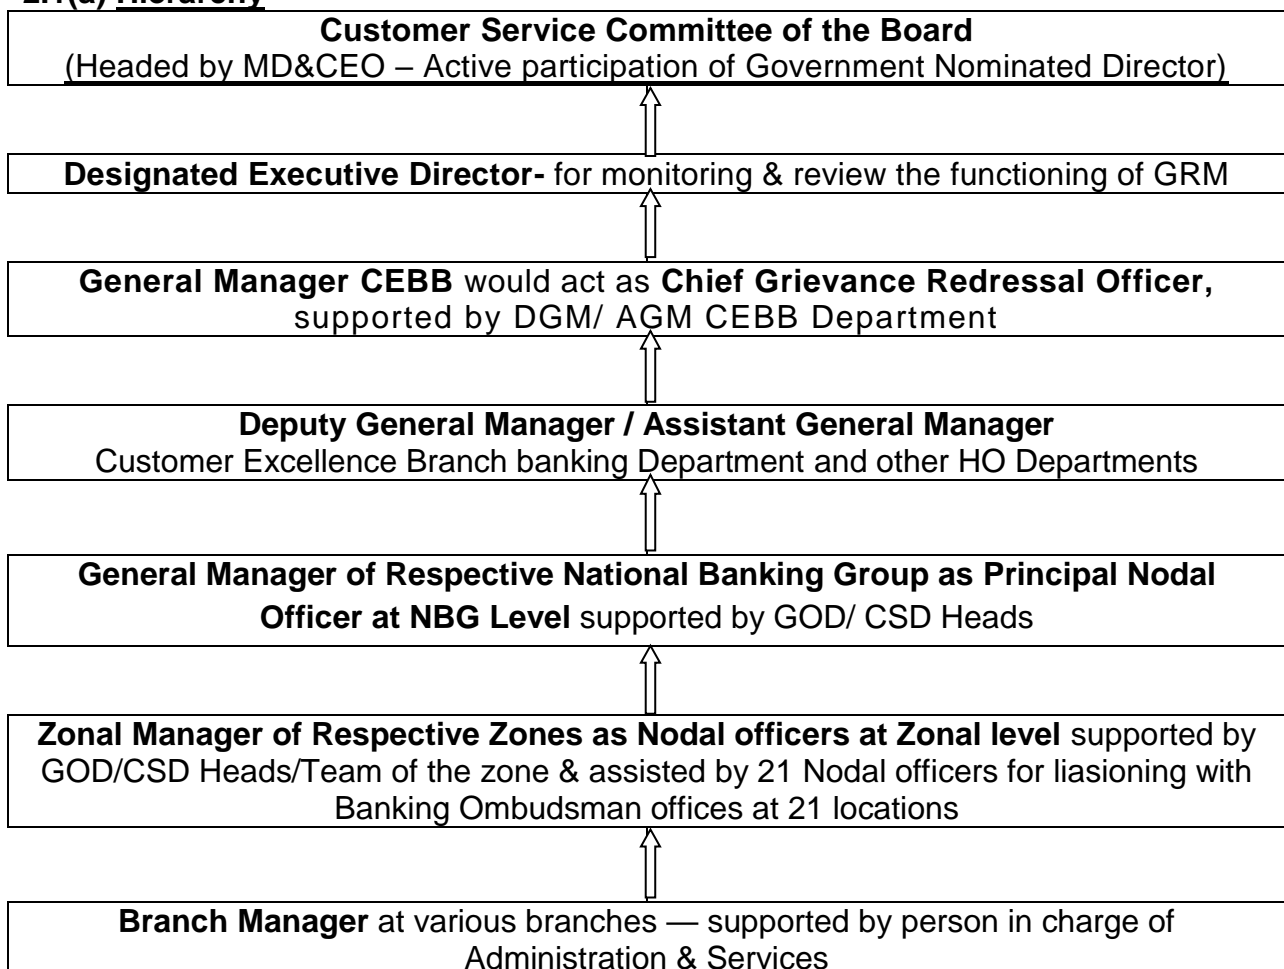 2.1(a) Hierarchy
Customer Service Committee of the Board
(Headed by MD&CEO – Active participation of Government Nominated Director)
Designated Executive Director- for monitoring & review the functioning of GRM
General Manager CEBB would act as Chief Grievance Redressal Officer,
supported by DGM/ AGM CEBB Department
Deputy General Manager / Assistant General Manager
Customer Excellence Branch banking Department and other HO Departments
General Manager of Respective National Banking Group as Principal Nodal
Officer at NBG Level supported by GOD/ CSD Heads
Zonal Manager of Respective Zones as Nodal officers at Zonal level supported by
GOD/CSD Heads/Team of the zone & assisted by 21 Nodal officers for liasioning with
Banking Ombudsman offices at 21 locations
Branch Manager at various branches — supported by person in charge of
Administration & Services